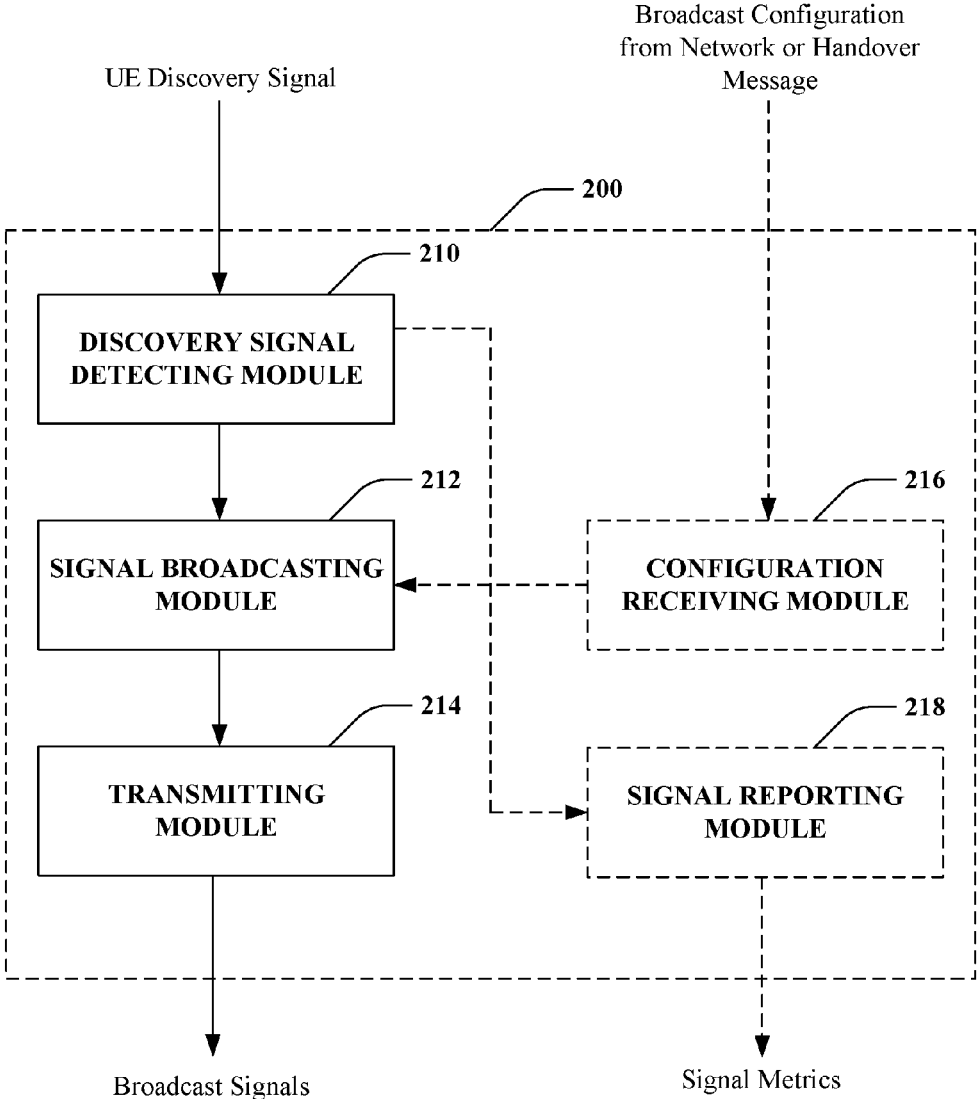 Broadcast Configuration
from Network or Handover
Message
UE Discovery Signal
200
210
DISCOVERY SIGNAL
DETECTING MODULE
212
216
SIGNAL BROADCASTING
MODULE
CONFIGURATION
RECEIVING MODULE
214
218
TRANSMITTING
MODULE
SIGNAL REPORTING
MODULE
Broadcast Signals
Signal Metrics